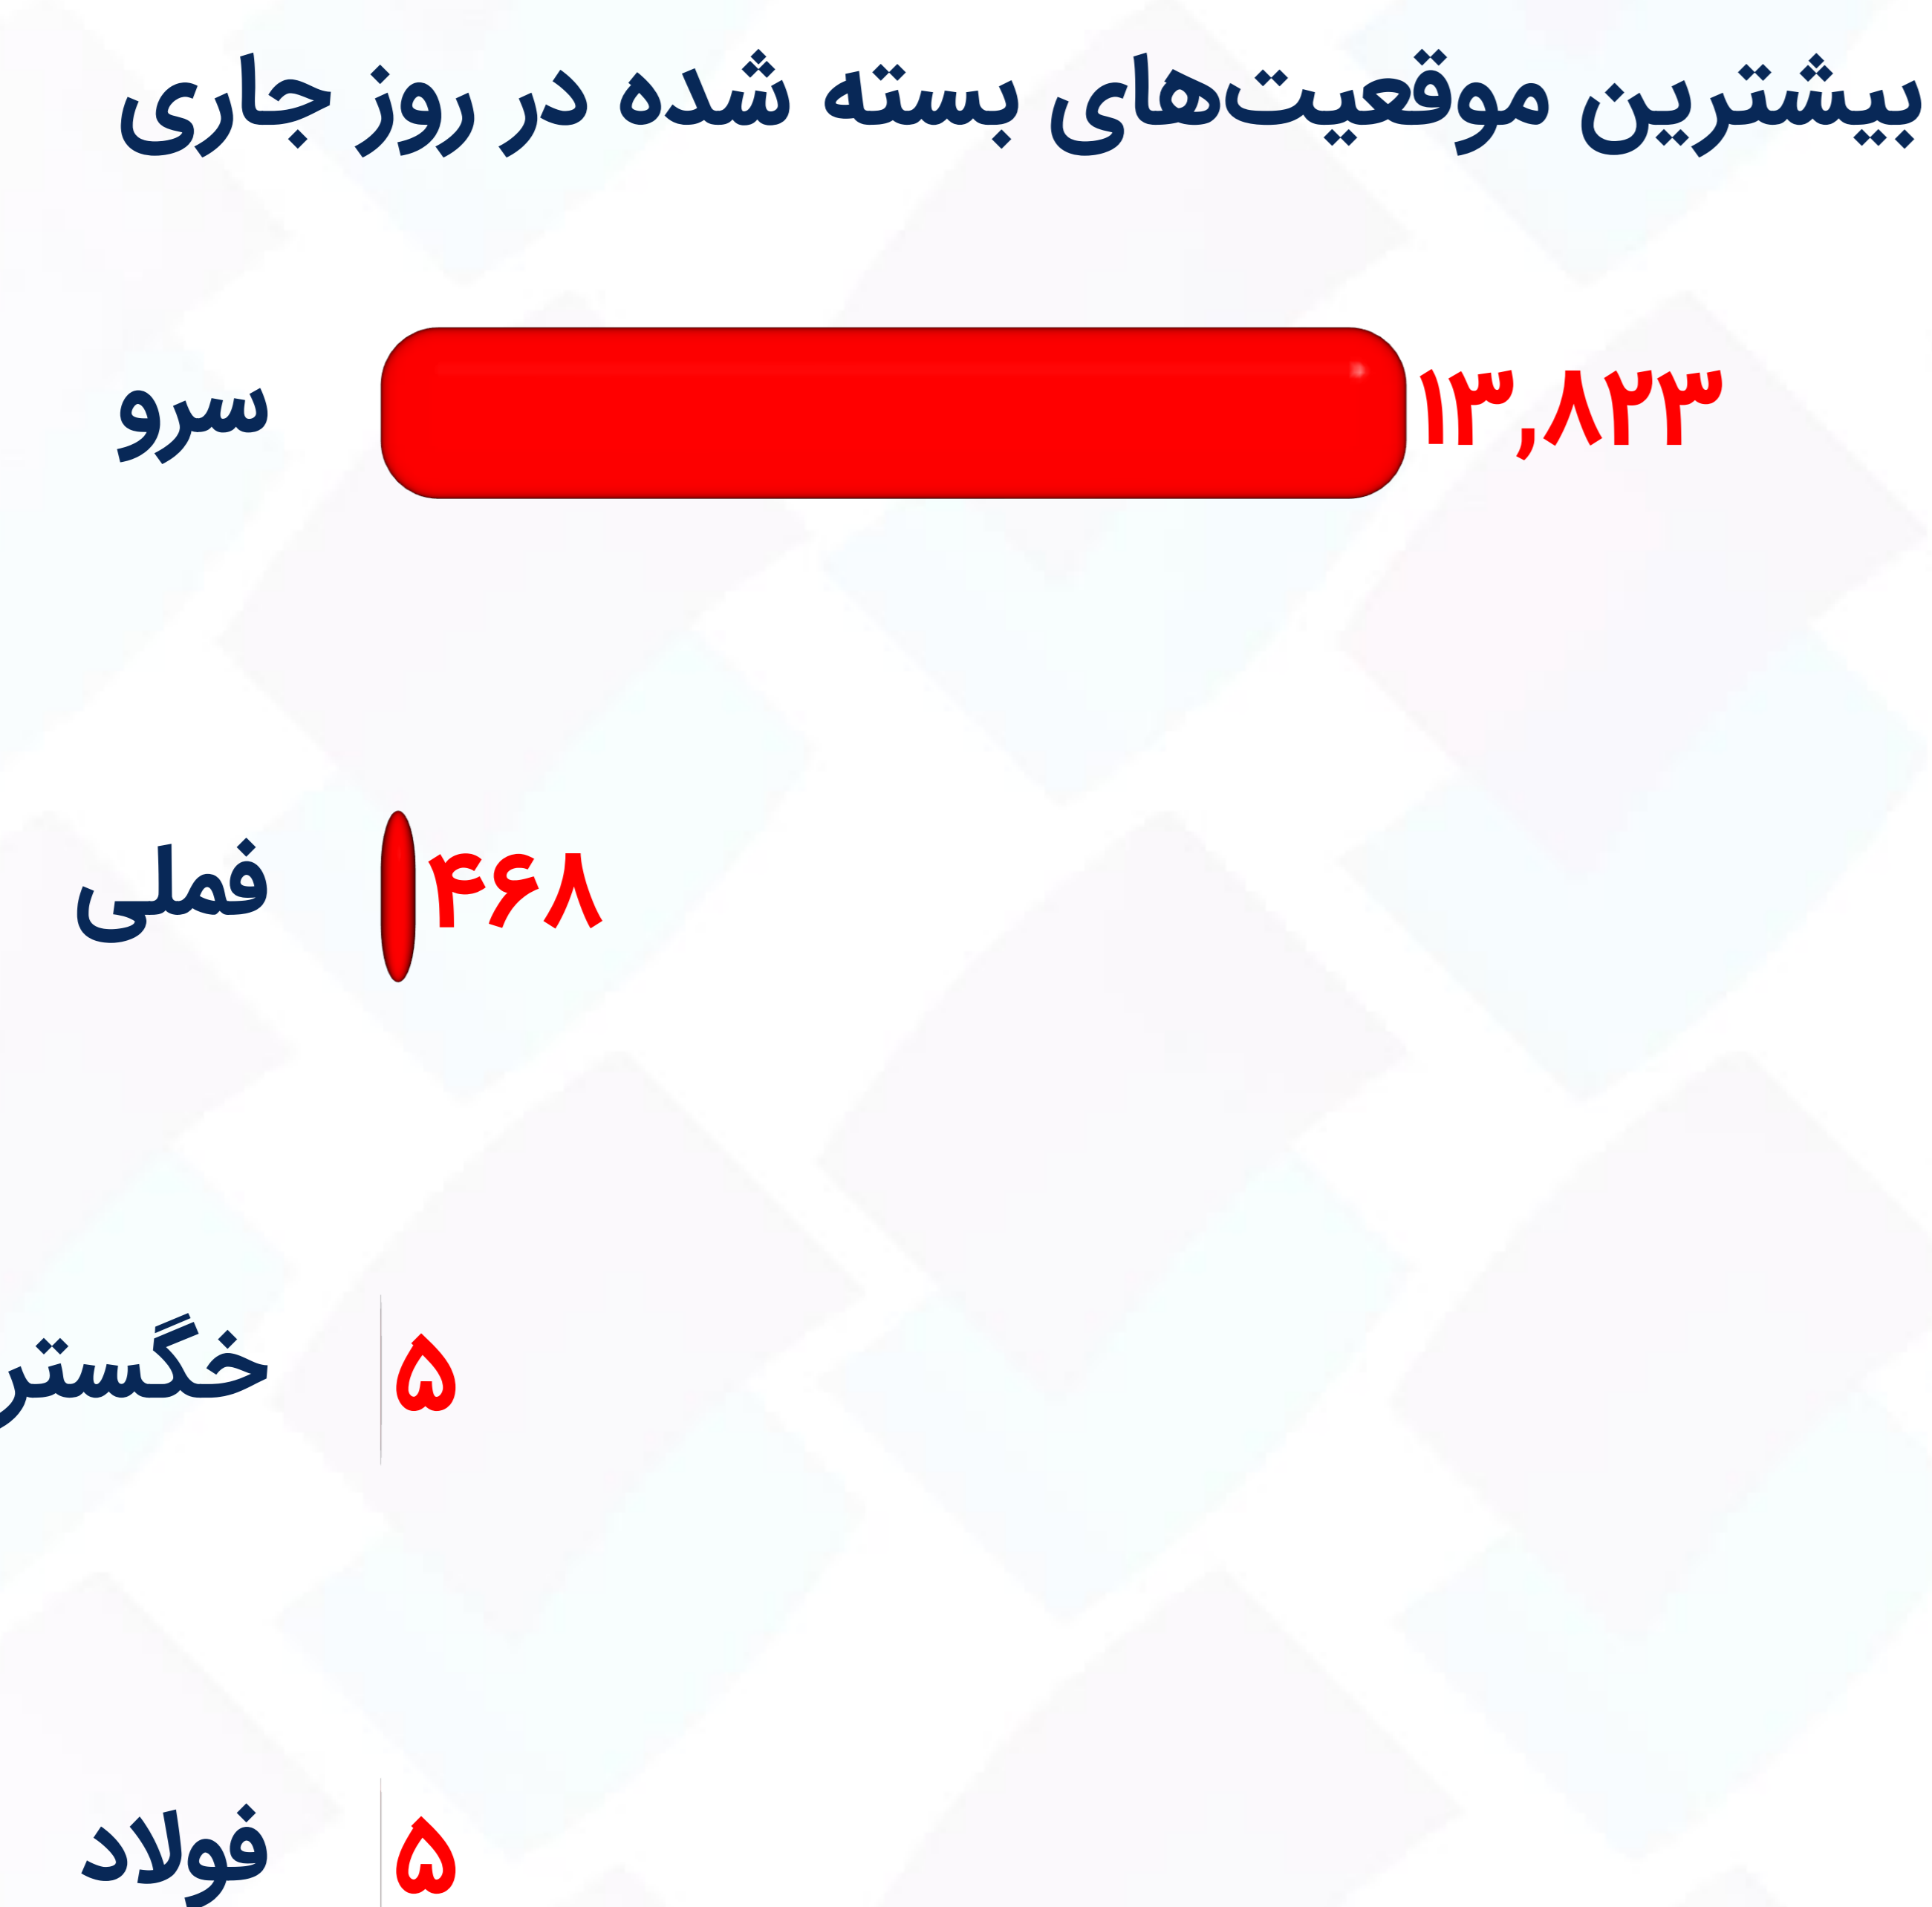 بیشترین موقعیت‌های بسته شده در روز جاری
سرو ۱۳,۸۲۳
فملی ۴۶۸
خگستر ۵
فولاد ۵